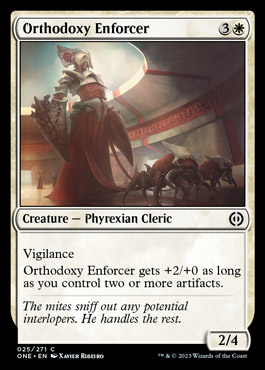 Orthodoxy Enforcer 3
Creature — Phyrexian Cleric
Vigilance
Orthodoxy Enforcer gets +2/+0 as long
as you control two or more artifacts.
The mites sniff out any potential
interlopers. He handles the rest.
2/4
025/271 C
ONE • EN Xavier Ribeiro
™ & © 2023 Wizards of the Coast